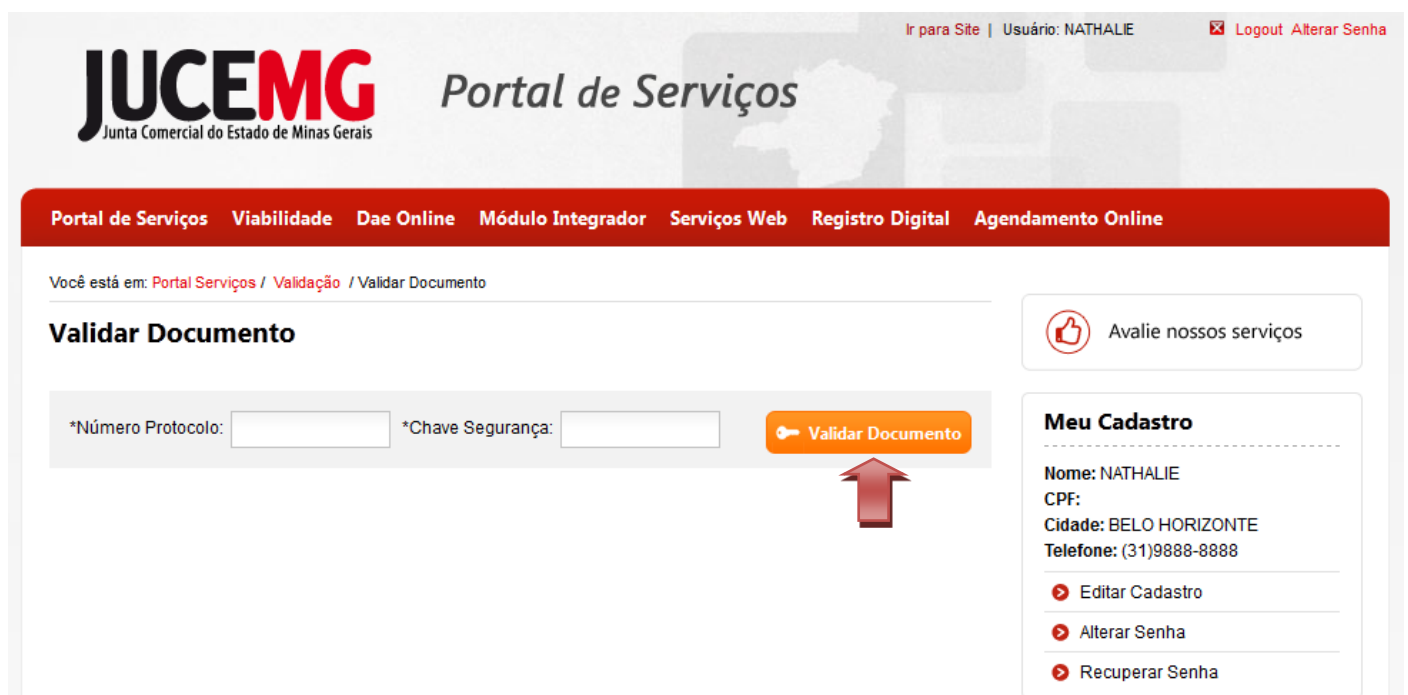 Ir para Site | Usuário: NATHALIE Logout Alterar Senha
JUCEMG
Junta Comercial do Estado de Minas Gerais
Portal de Serviços
Portal de Serviços Viabilidade Dae Online Módulo Integrador Serviços Web Registro Digital Agendamento Online
Você está em: Portal Serviços / Validação / Validar Documento
Validar Documento
*Número Protocolo: *Chave Segurança: Validar Documento
Avalie nossos serviços
Meu Cadastro
Nome: NATHALIE
CPF:
Cidade: BELO HORIZONTE
Telefone: (31)9888-8888
Editar Cadastro
Alterar Senha
Recuperar Senha